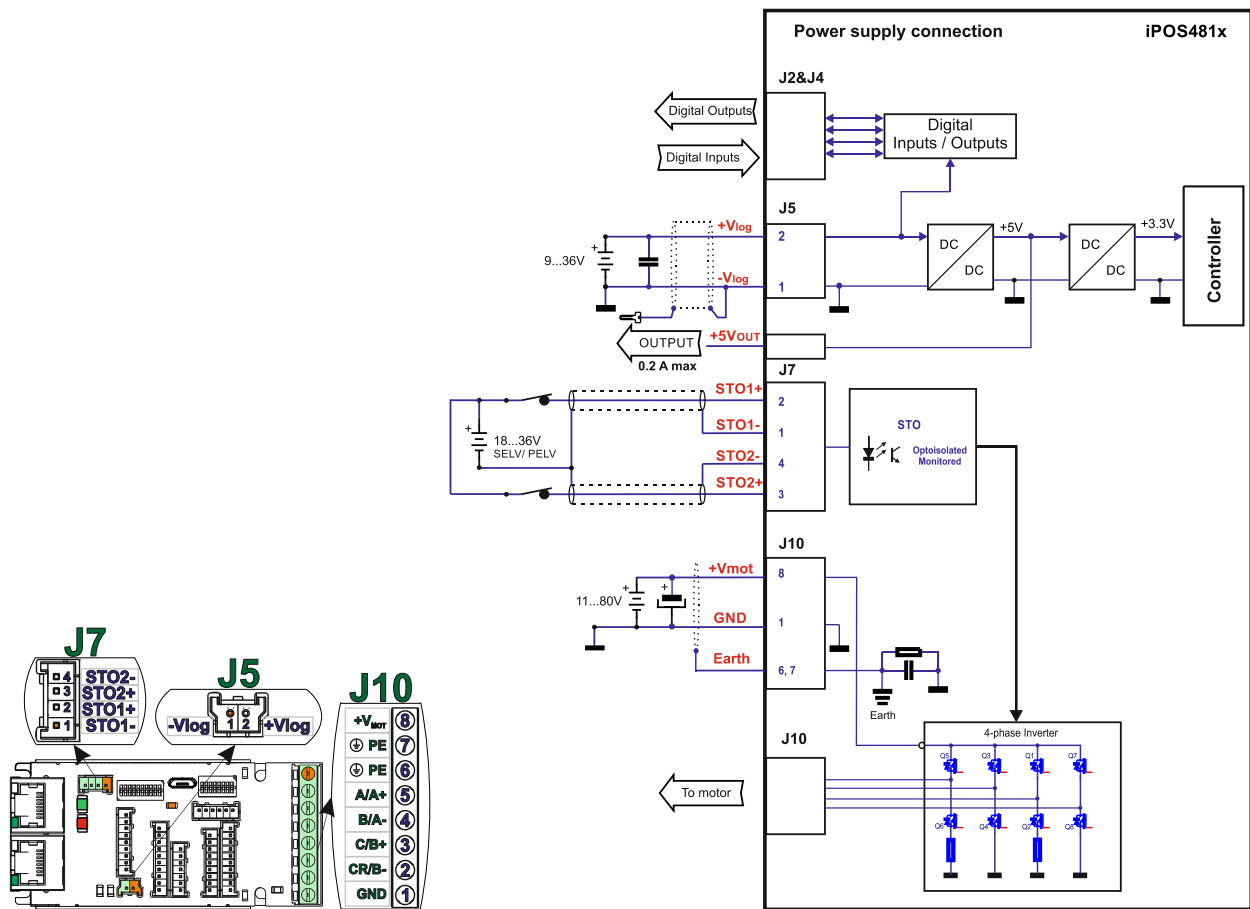 Power supply connection
iPOS481x
J2&J4
Digital Outputs
Digital Inputs
Digital
Inputs / Outputs
J5
+Vlog
2
+
9...36V
-Vlog
1
DC
DC
+5V
DC
DC
+3.3V
Controller
+5VOUT
OUTPUT
0.2 A max
J7
STO1+
2
STO1-
1
+
18...36V
SELV/ PELV
STO2-
4
STO2+
3
STO
Optoisolated
Monitored
J10
+Vmot
8
+
+
11...80V
GND
1
Earth
6, 7
Earth
J10
To motor
4-phase Inverter
Q5
Q3
Q1
Q7
Q6
Q4
Q2
Q8
J7
4 STO2-
3 STO2+
2 STO1+
1 STO1-
J5
-Vlog 1 2 +Vlog
J10
+VMOT 8
PE 7
PE 6
A/A+ 5
B/A- 4
C/B+ 3
CR/B- 2
GND 1